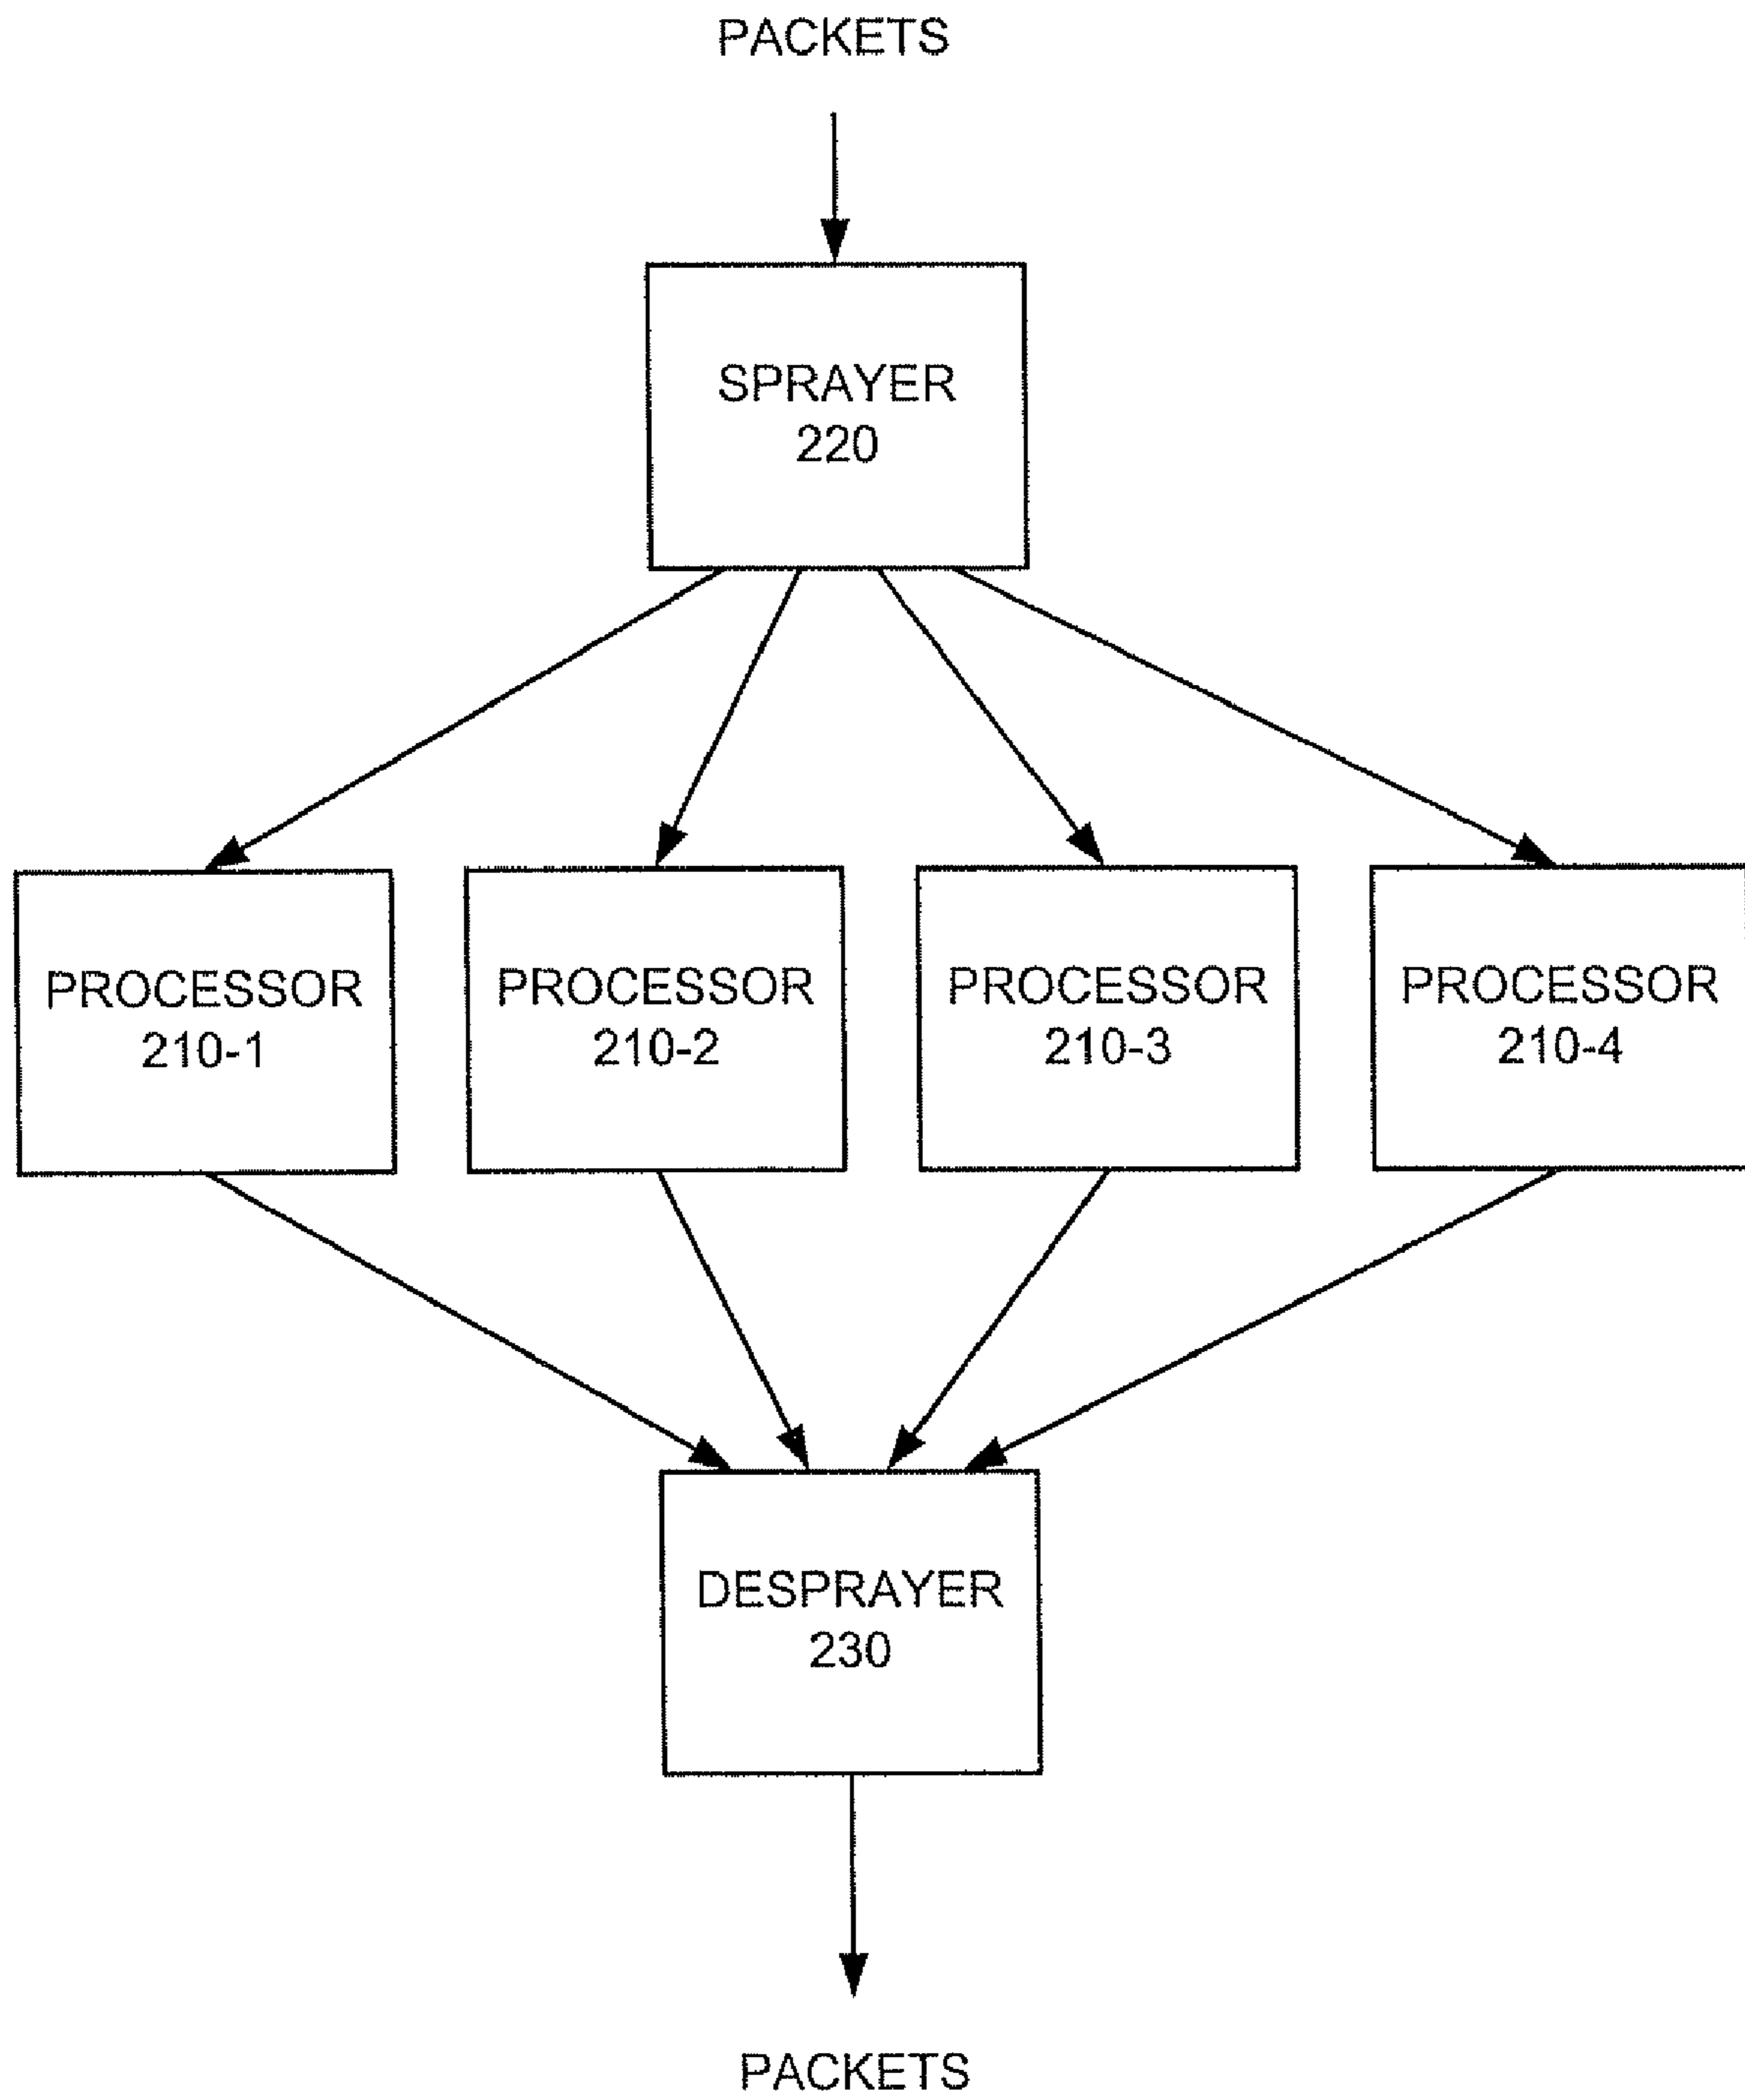 PACKETS
SPRAYER
220
PROCESSOR
210-1
PROCESSOR
210-2
PROCESSOR
210-3
PROCESSOR
210-4
DESPRAYER
230
PACKETS